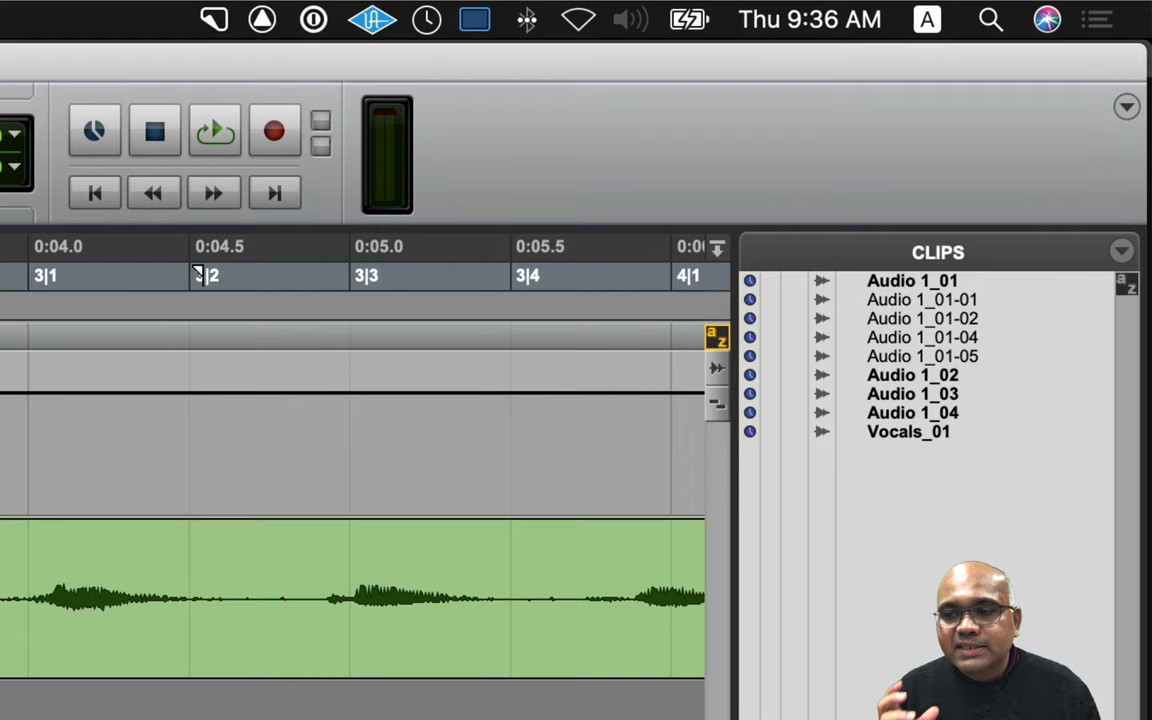 Thu 9:36 AM A
0:04.0 0:04.5 0:05.0 0:05.5
3|1 3|2 3|3 3|4 4|1
CLIPS
a z
a z
Audio 1_01
Audio 1_01-01
Audio 1_01-02
Audio 1_01-04
Audio 1_01-05
Audio 1_02
Audio 1_03
Audio 1_04
Vocals_01